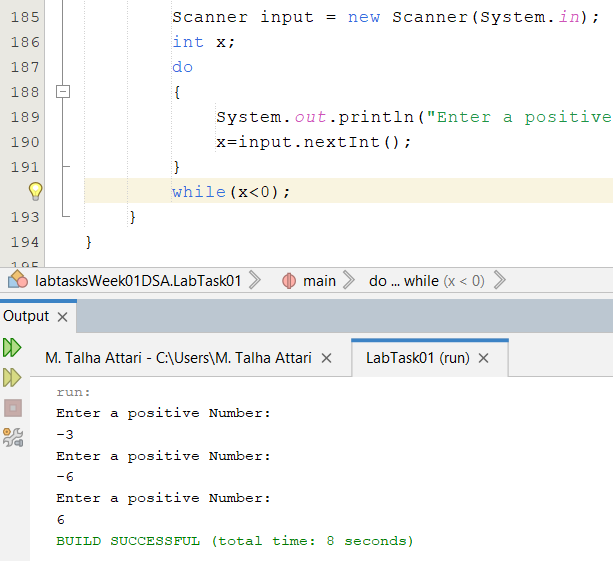 185 Scanner input = new Scanner(System.in);
186 int x;
187 do
188 {
189 System.out.println("Enter a positive
190 x=input.nextInt();
191 }
while(x<0);
193 }
194 }
195
labtasksWeek01DSA.LabTask01 main do ... while (x < 0)
Output
M. Talha Attari - C:\Users\M. Talha Attari LabTask01 (run)
run:
Enter a positive Number:
-3
Enter a positive Number:
-6
Enter a positive Number:
6
BUILD SUCCESSFUL (total time: 8 seconds)